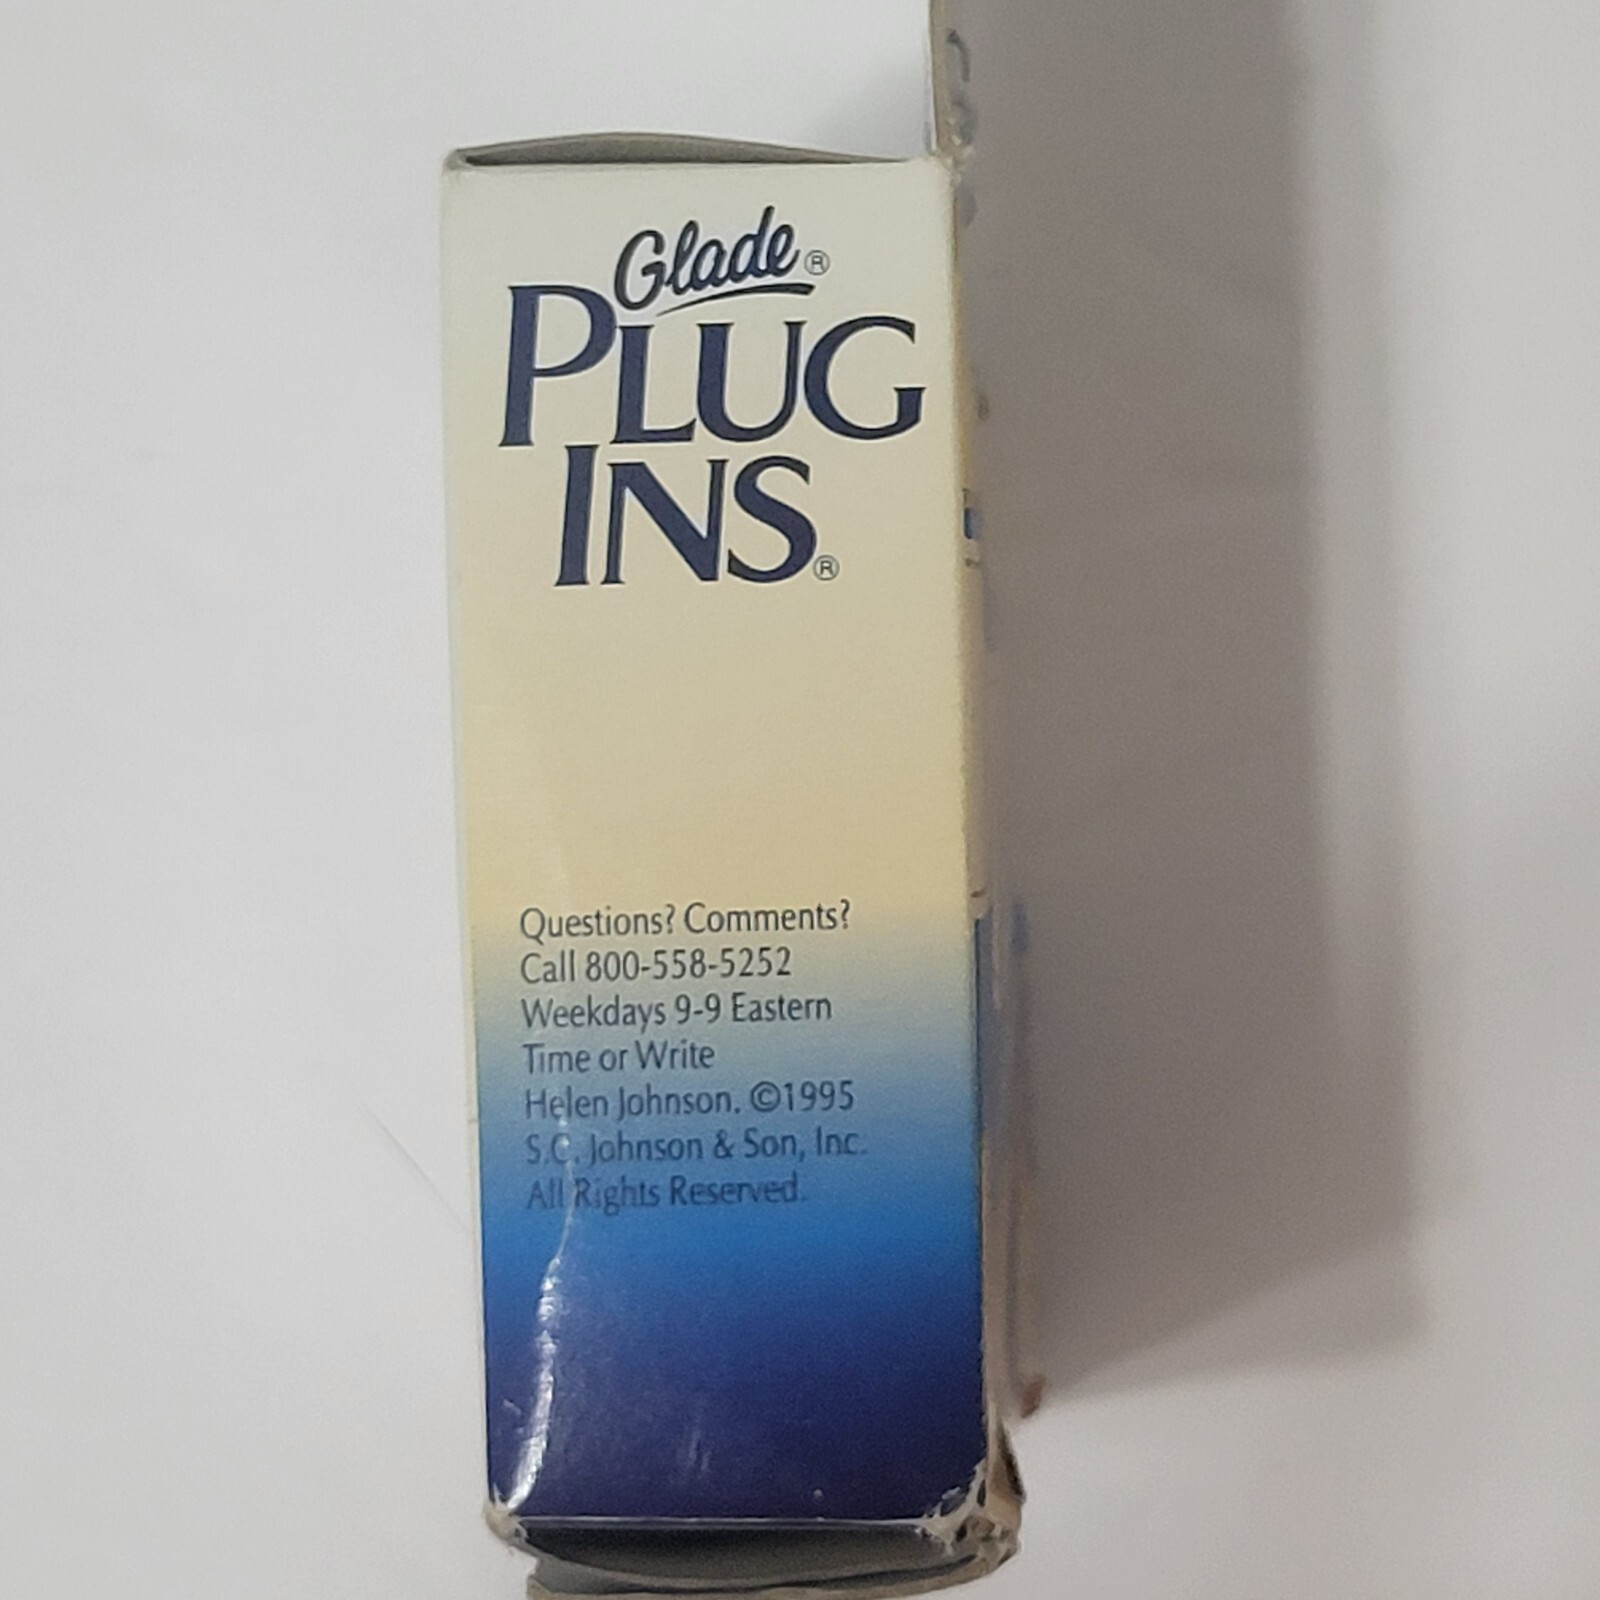 Glade®
PLUG
INS®
Questions? Comments?
Call 800-558-5252
Weekdays 9-9 Eastern
Time or Write
Helen Johnson. ©1995
S.C. Johnson & Son, Inc.
All Rights Reserved.